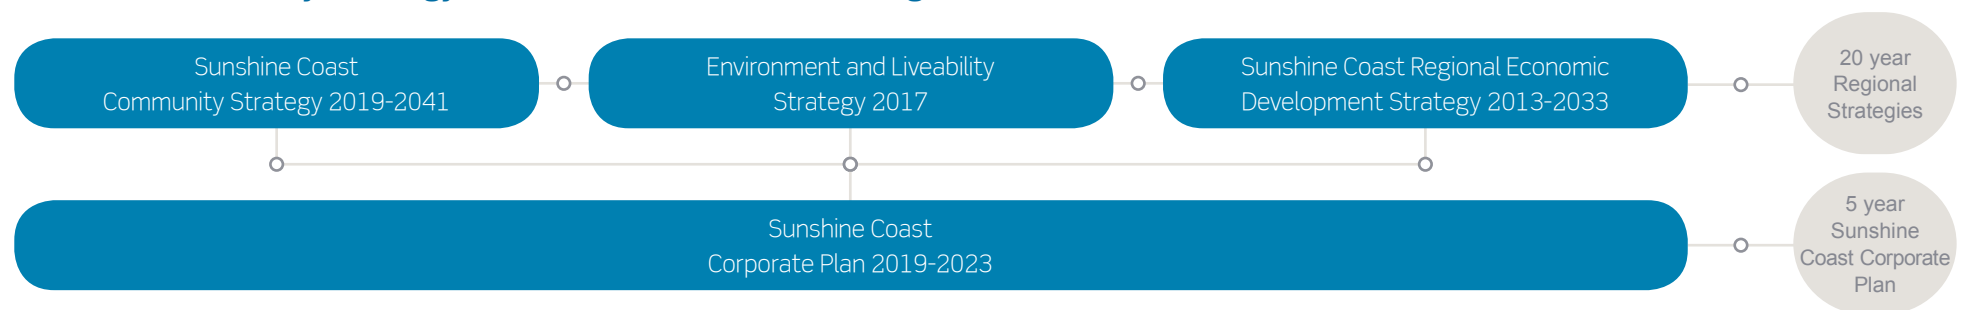 Sunshine Coast
Community Strategy 2019-2041
Environment and Liveability
Strategy 2017
Sunshine Coast Regional Economic
Development Strategy 2013-2033
20 year
Regional
Strategies
Sunshine Coast
Corporate Plan 2019-2023
5 year
Sunshine
Coast Corporate
Plan